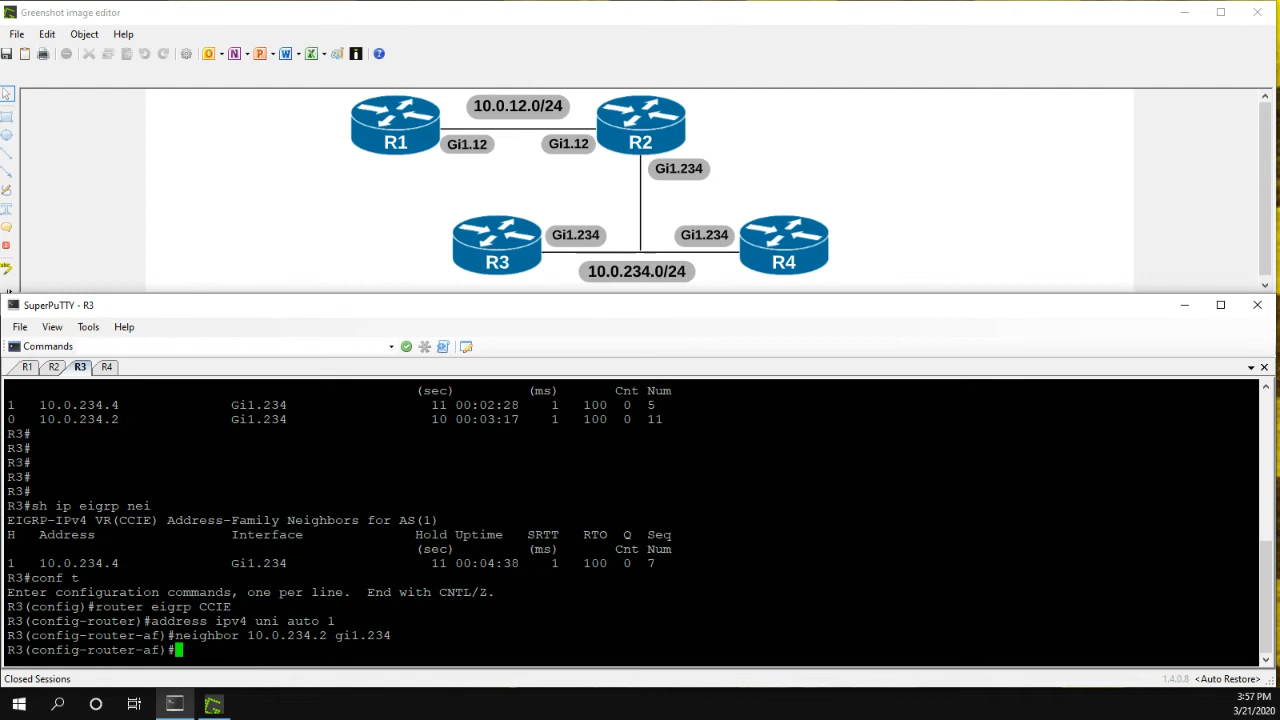 Greenshot image editor
File Edit Object Help
10.0.12.0/24
R1 Gi1.12 Gi1.12 R2
Gi1.234
R3 Gi1.234 Gi1.234 R4
10.0.234.0/24
SuperPuTTY - R3
File View Tools Help
Commands
R1 R2 R3 R4
(sec) (ms) Cnt Num
1 10.0.234.4 Gi1.234 11 00:02:28 1 100 0 5
0 10.0.234.2 Gi1.234 10 00:03:17 1 100 0 11
R3#
R3#
R3#
R3#
R3#
R3#sh ip eigrp nei
EIGRP-IPv4 VR(CCIE) Address-Family Neighbors for AS(1)
H Address Interface Hold Uptime SRTT RTO Q Seq
(sec) (ms) Cnt Num
1 10.0.234.4 Gi1.234 11 00:04:38 1 100 0 7
R3#conf t
Enter configuration commands, one per line. End with CNTL/Z.
R3(config)#router eigrp CCIE
R3(config-router)#address ipv4 uni auto 1
R3(config-router-af)#neighbor 10.0.234.2 gi1.234
R3(config-router-af)#
Closed Sessions 1.4.0.8 <Auto Restore>
3:57 PM
3/21/2020